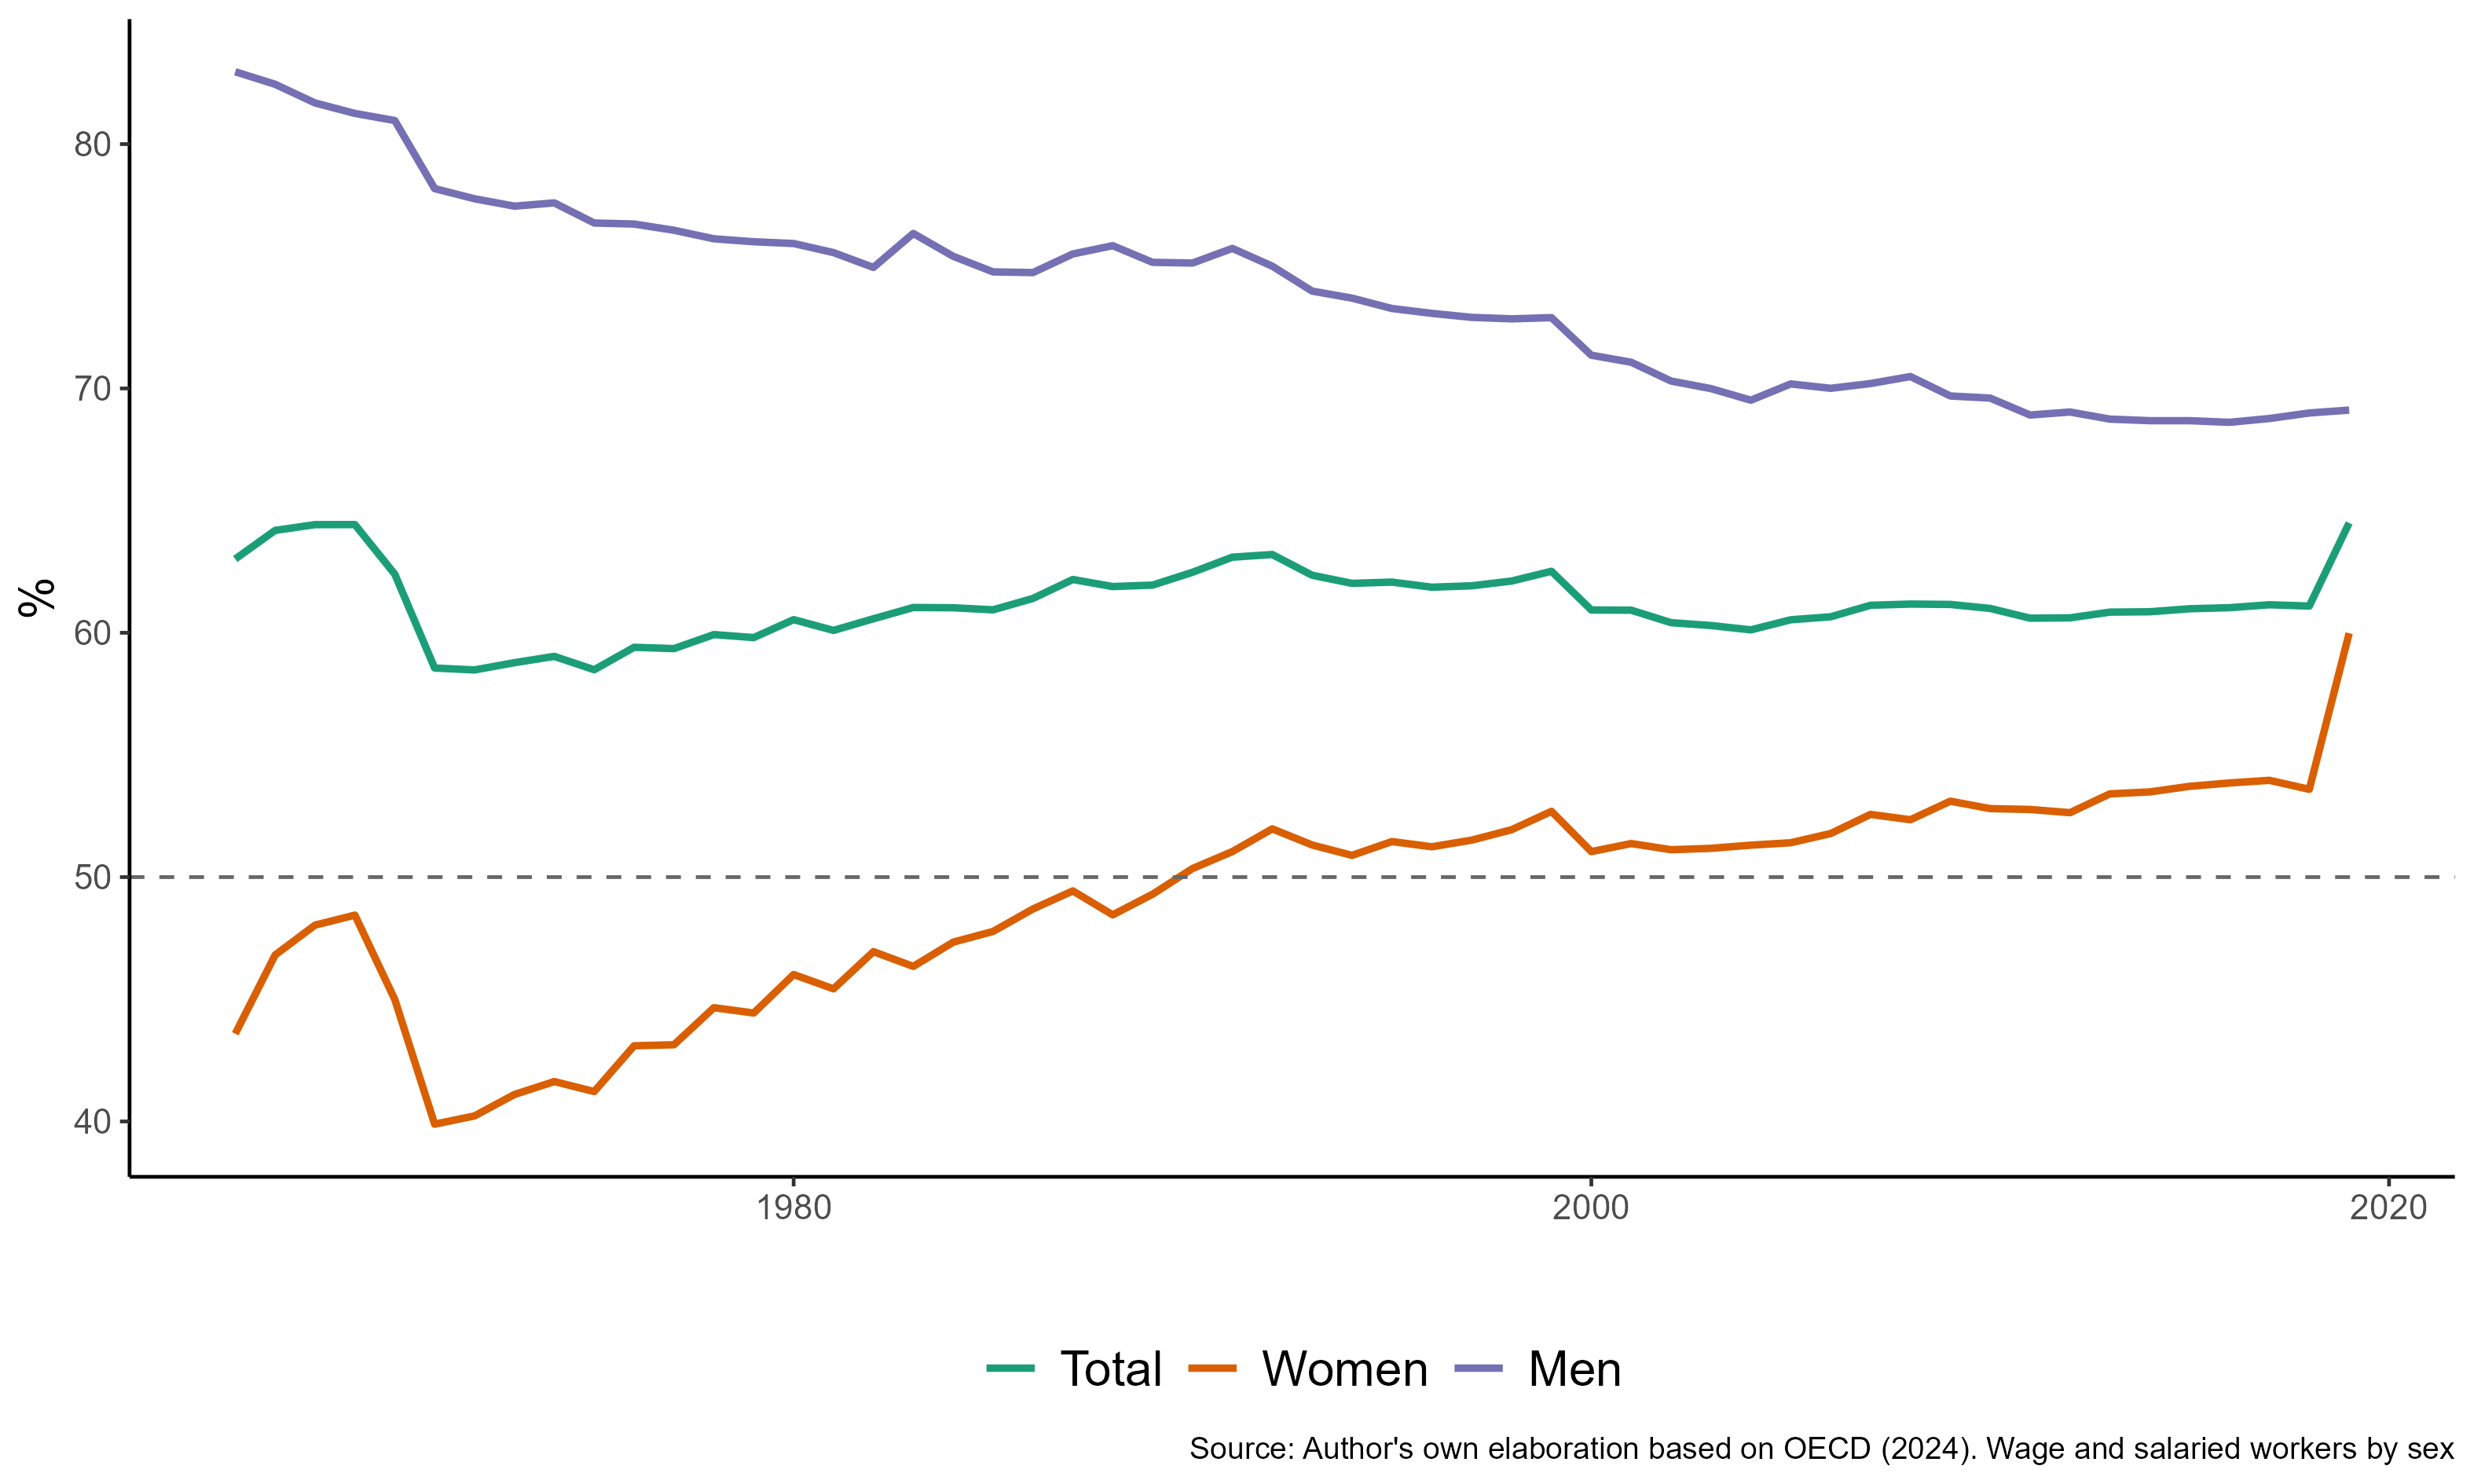 80
70
60
50
40
%
1980 2000 2020
Total Women Men
Source: Author's own elaboration based on OECD (2024). Wage and salaried workers by sex